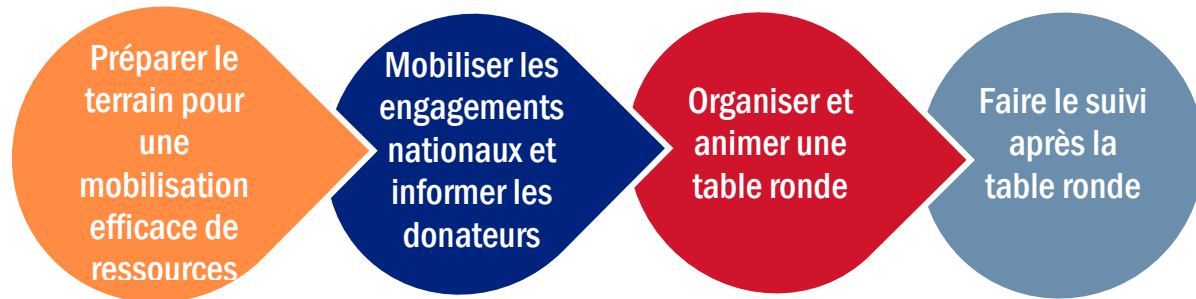 Préparer le
terrain pour
une
mobilisation
efficace de
ressources
Mobiliser les
engagements
nationaux et
informer les
donateurs
Organiser et
animer une
table ronde
Faire le suivi
après la
table ronde